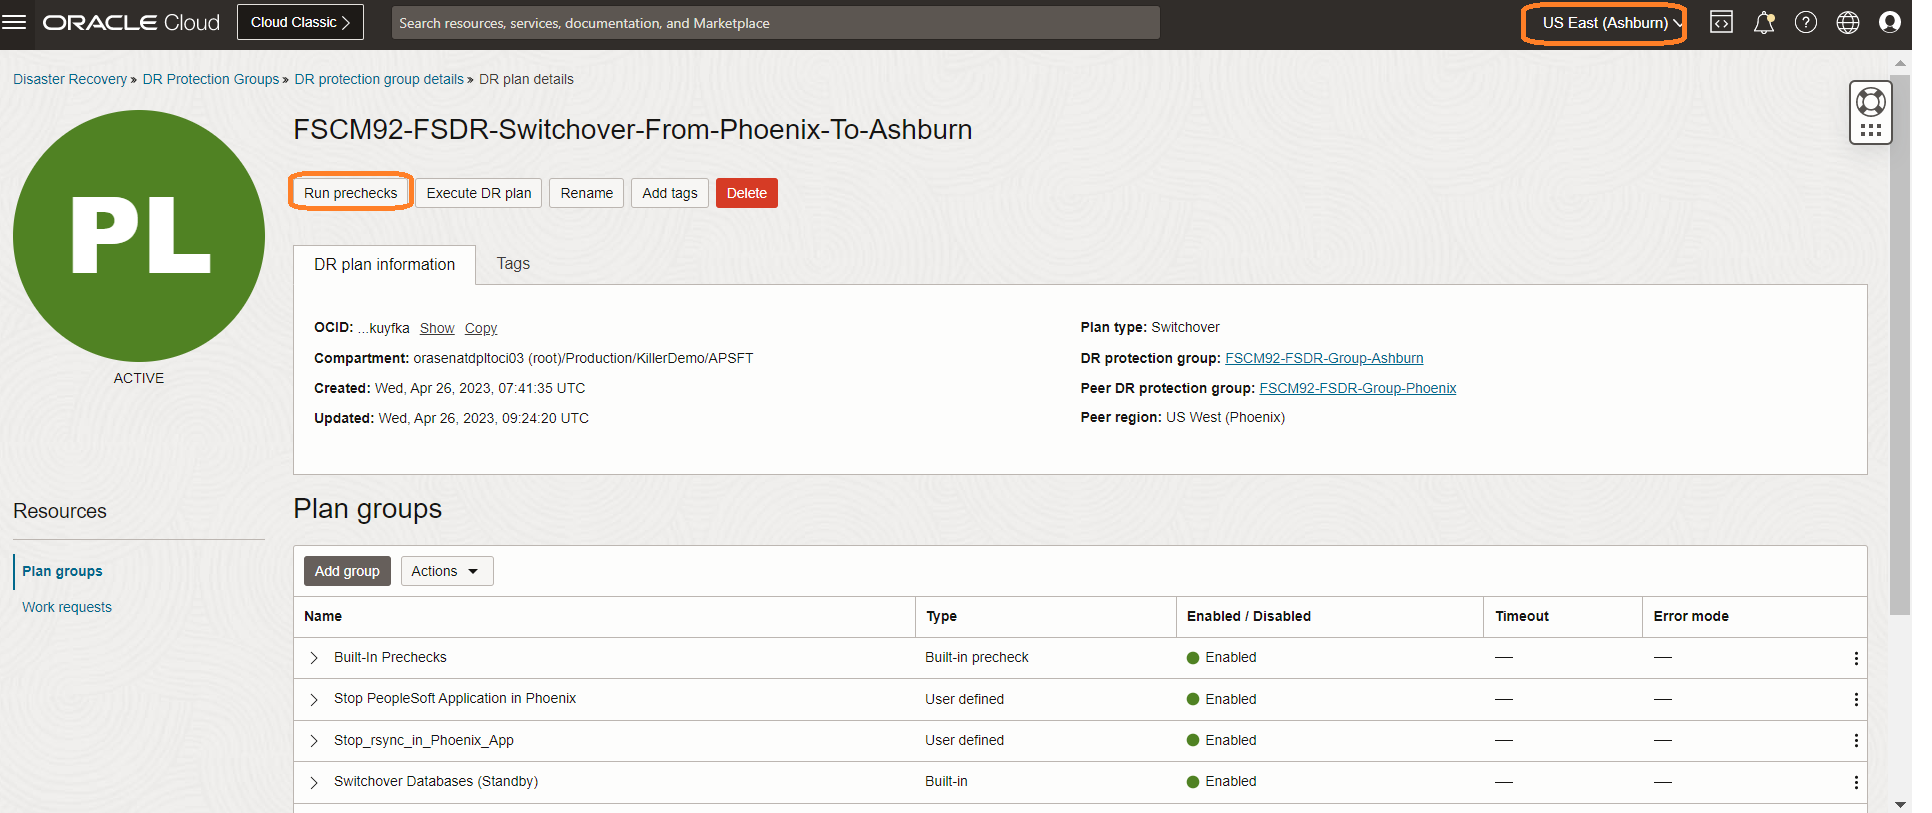 ORACLE Cloud
Cloud Classic
Search resources, services, documentation, and Marketplace
US East (Ashburn)
Disaster Recovery » DR Protection Groups » DR protection group details » DR plan details
PL
ACTIVE
FSCM92-FSDR-Switchover-From-Phoenix-To-Ashburn
Run prechecks Execute DR plan Rename Add tags Delete
DR plan information Tags
OCID: ...kuyfka Show Copy
Compartment: orasenatdpltoci03 (root)/Production/KillerDemo/APSFT
Created: Wed, Apr 26, 2023, 07:41:35 UTC
Updated: Wed, Apr 26, 2023, 09:24:20 UTC
Plan type: Switchover
DR protection group: FSCM92-FSDR-Group-Ashburn
Peer DR protection group: FSCM92-FSDR-Group-Phoenix
Peer region: US West (Phoenix)
Resources
Plan groups
Work requests
Plan groups
Add group Actions
Name Type Enabled / Disabled Timeout Error mode
Built-In Prechecks Built-in precheck Enabled — —
Stop PeopleSoft Application in Phoenix User defined Enabled — —
Stop_rsync_in_Phoenix_App User defined Enabled — —
Switchover Databases (Standby) Built-in Enabled — —